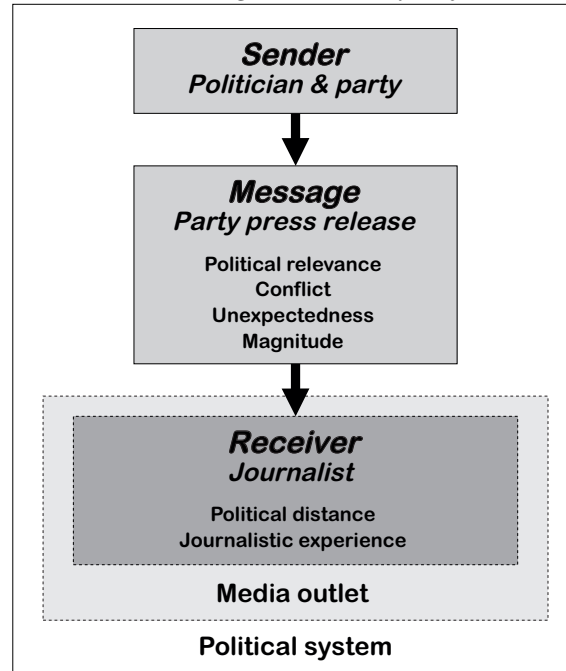 Sender
Politician & party
Message
Party press release
Political relevance
Conflict
Unexpectedness
Magnitude
Receiver
Journalist
Political distance
Journalistic experience
Media outlet
Political system